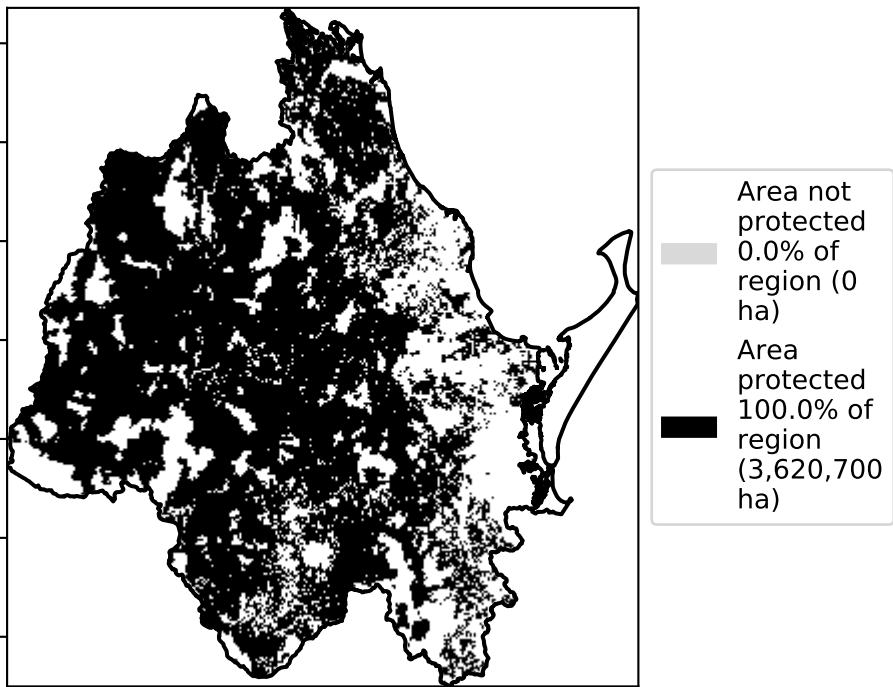 Area not
protected
0.0% of
region (0
ha)
Area
protected
100.0% of
region
(3,620,700
ha)